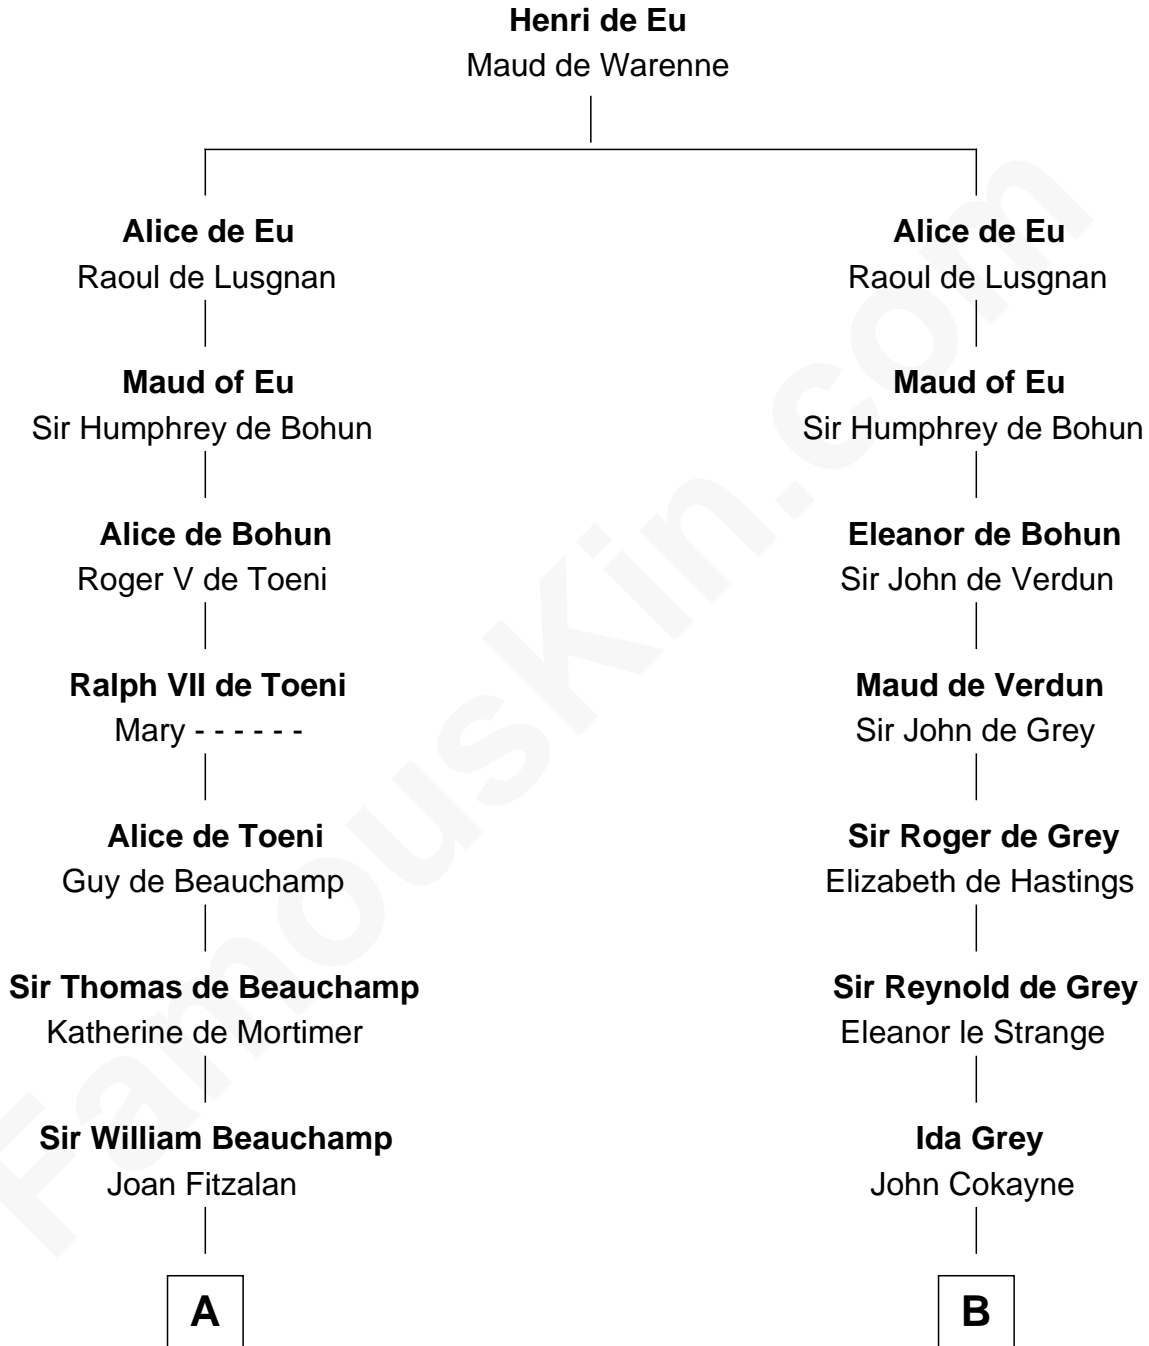 Henri de Eu
Maud de Warenne
Alice de Eu
Raoul de Lusgnan
Maud of Eu
Sir Humphrey de Bohun
Alice de Bohun
Roger V de Toeni
Ralph VII de Toeni
Mary - - - - - -
Alice de Toeni
Guy de Beauchamp
Sir Thomas de Beauchamp
Katherine de Mortimer
Sir William Beauchamp
Joan Fitzalan
A
Alice de Eu
Raoul de Lusgnan
Maud of Eu
Sir Humphrey de Bohun
Eleanor de Bohun
Sir John de Verdun
Maud de Verdun
Sir John de Grey
Sir Roger de Grey
Elizabeth de Hastings
Sir Reynold de Grey
Eleanor le Strange
Ida Grey
John Cokayne
B
FamousKin.com